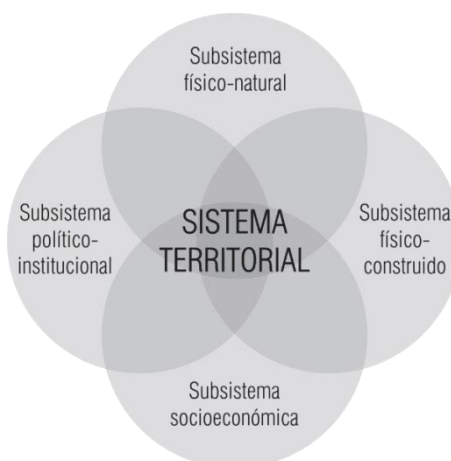 Subsistema
físico-natural
Subsistema
político-
institucional
SISTEMA
TERRITORIAL
Subsistema
físico-
construido
Subsistema
socioeconómica